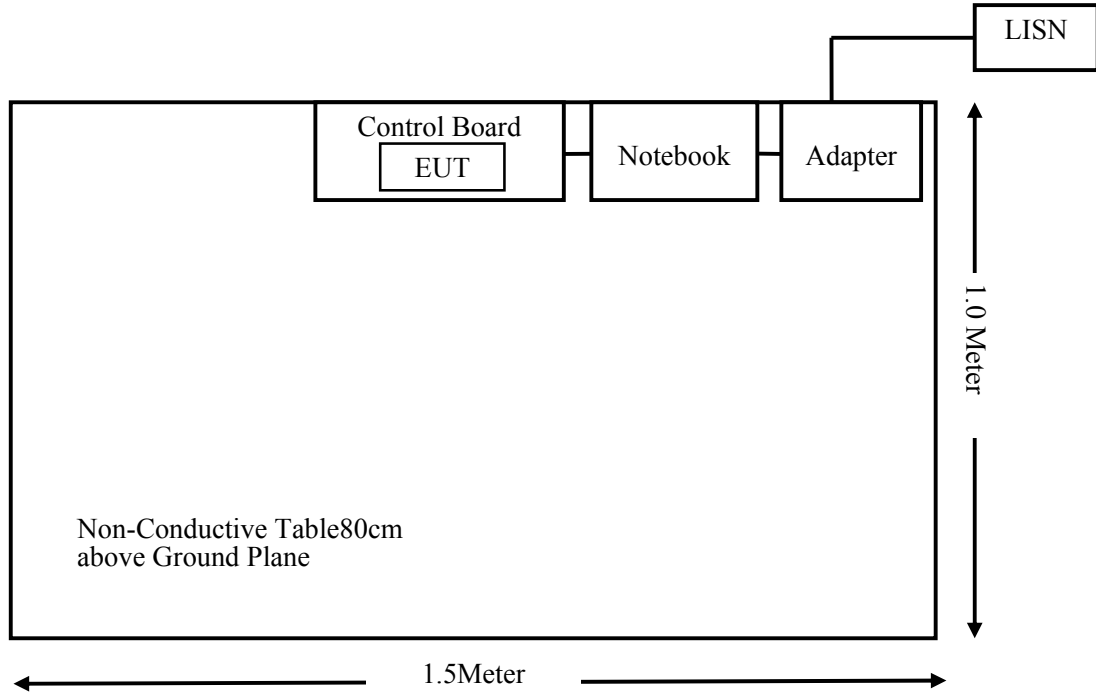 LISN
Control Board
EUT
Notebook
Adapter
1.0 Meter
Non-Conductive Table80cm
above Ground Plane
1.5Meter